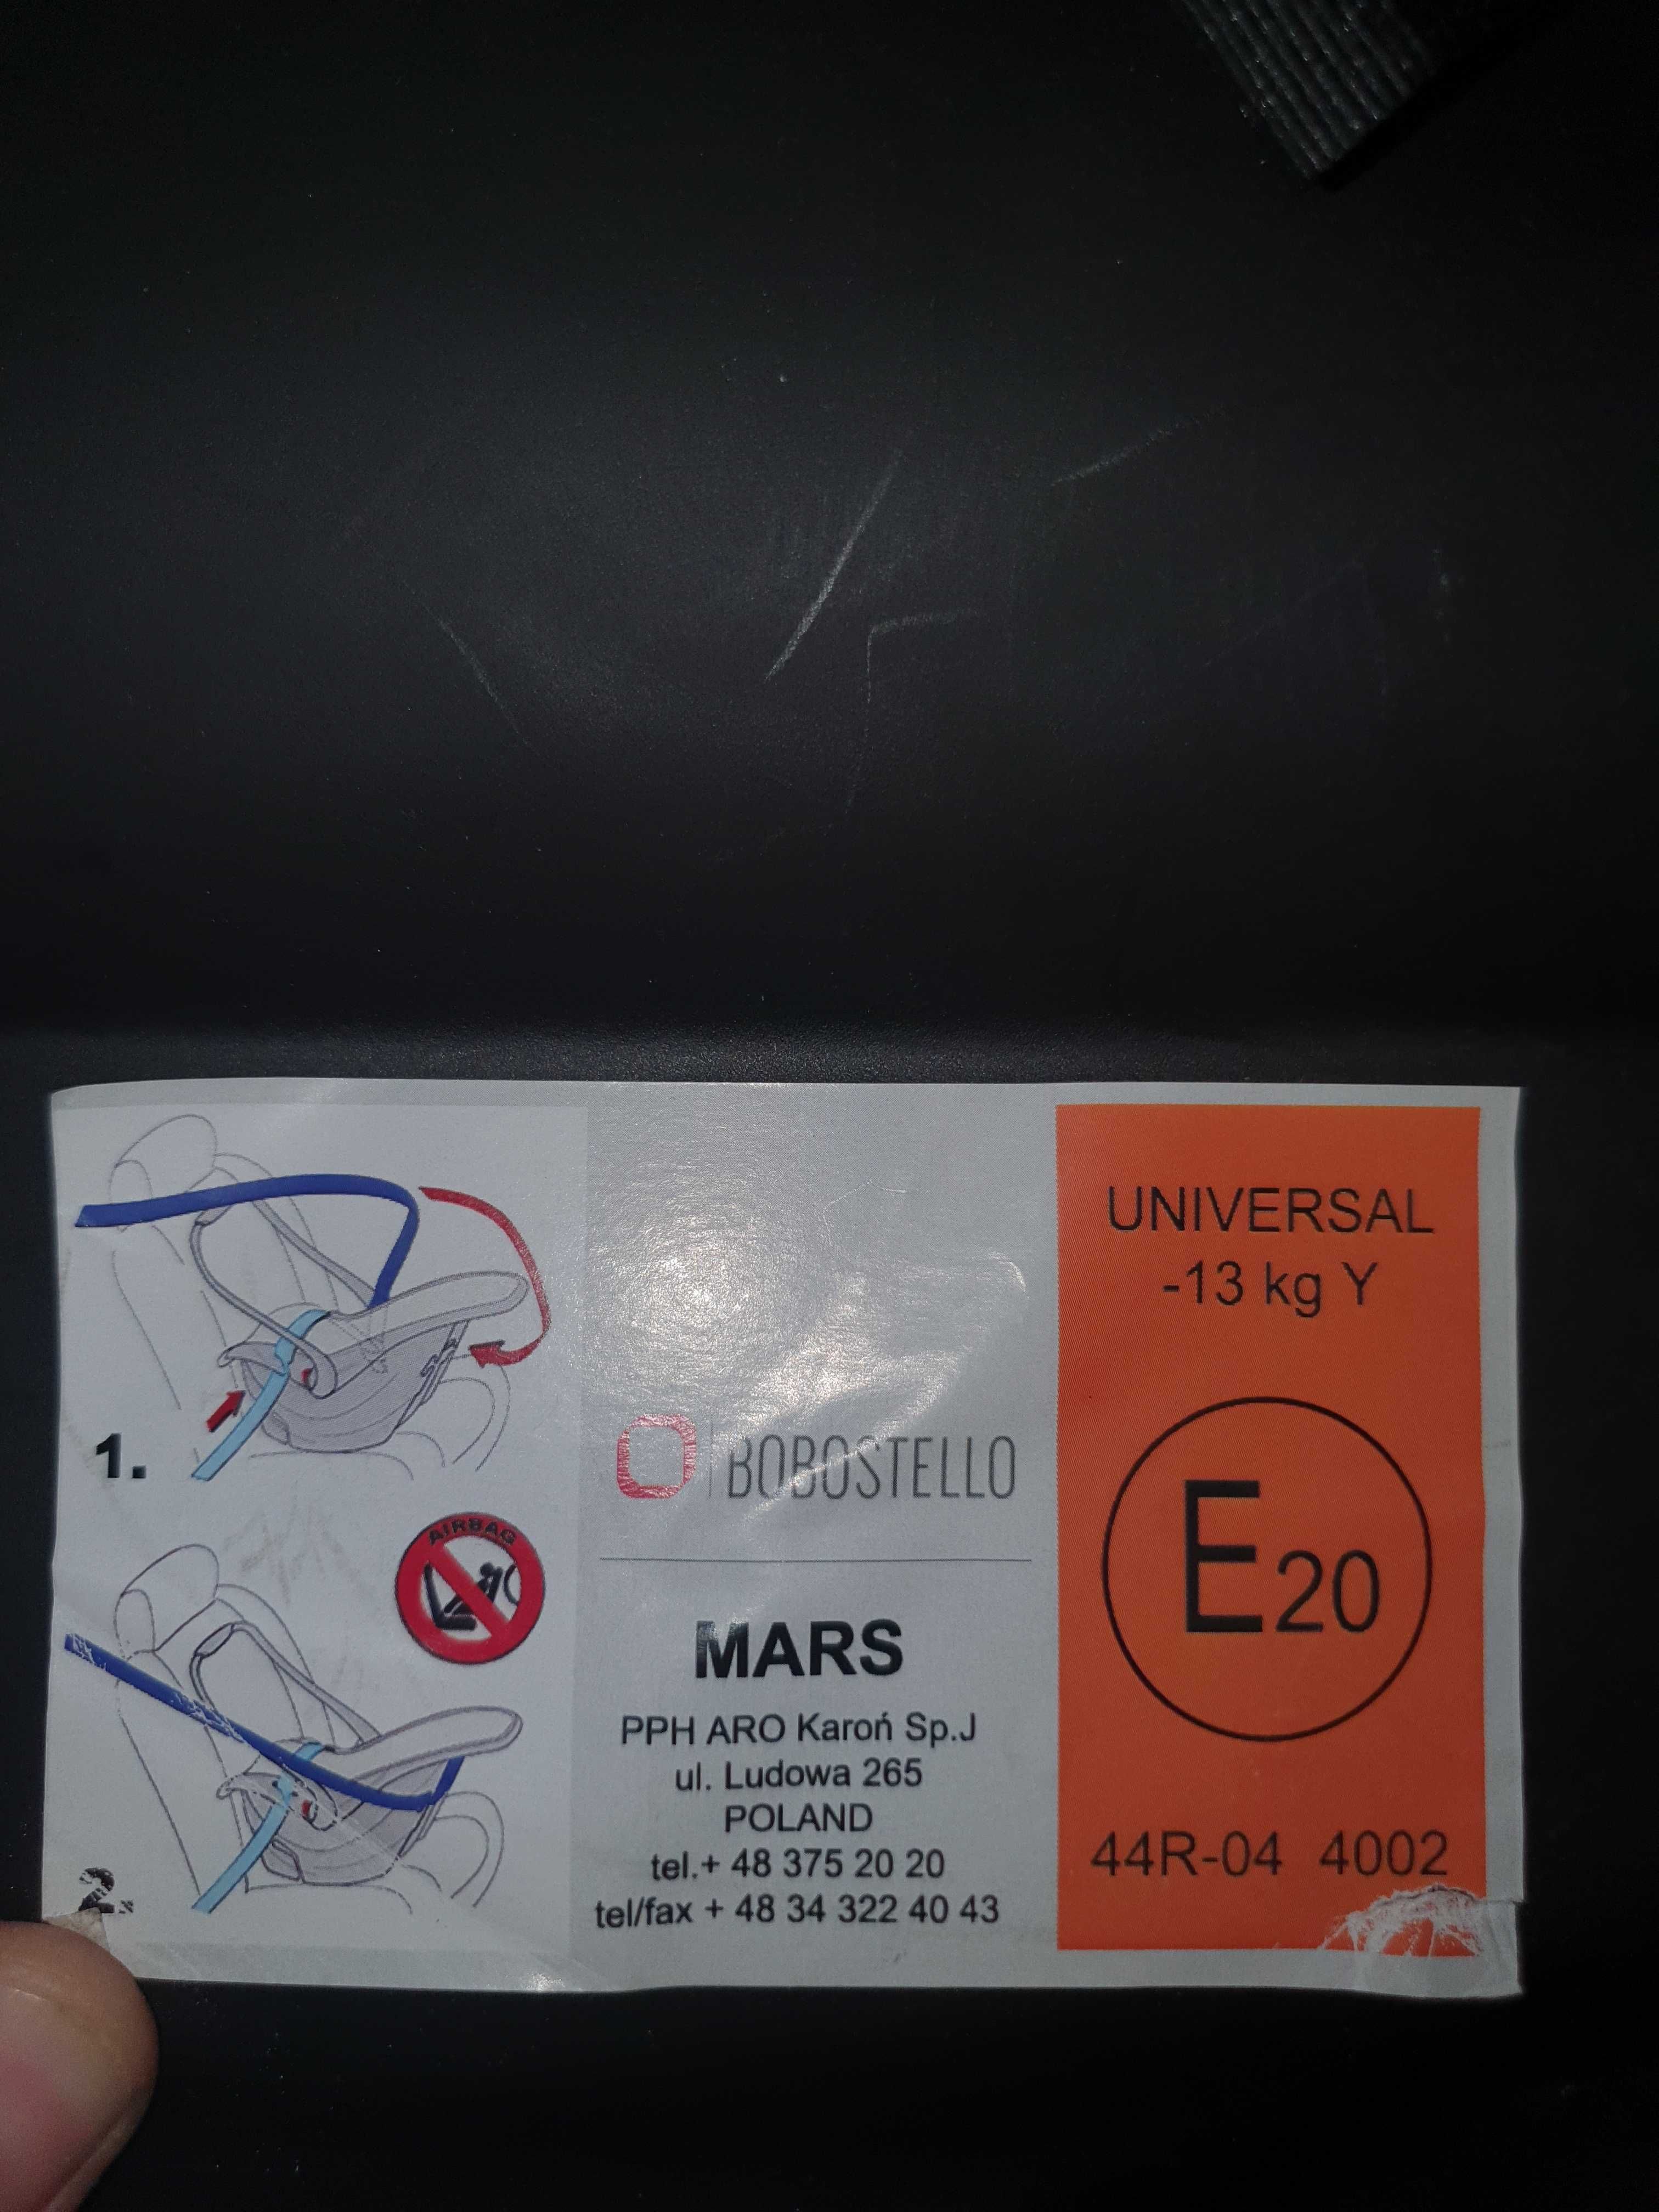 1.
AIRBAG
2.
BOBOSTELLO
MARS
PPH ARO Karoń Sp.J
ul. Ludowa 265
POLAND
tel.+ 48 375 20 20
tel/fax + 48 34 322 40 43
UNIVERSAL
-13 kg Y
E20
44R-04 4002